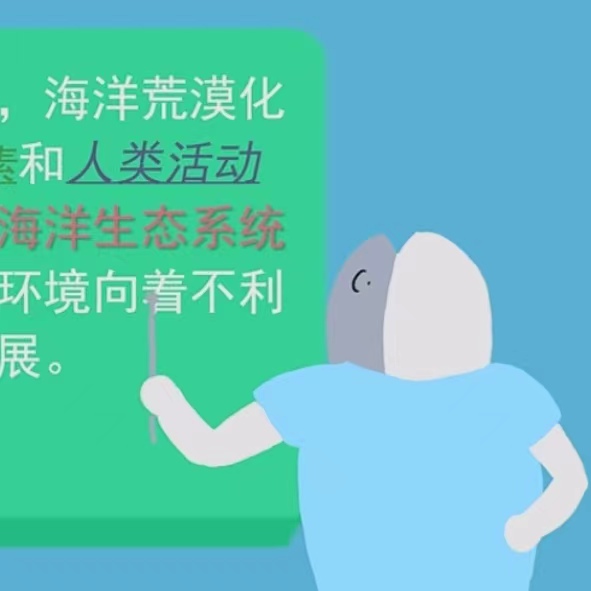 ，海洋荒漠化
素和人类活动
海洋生态系统
环境向着不利
展。